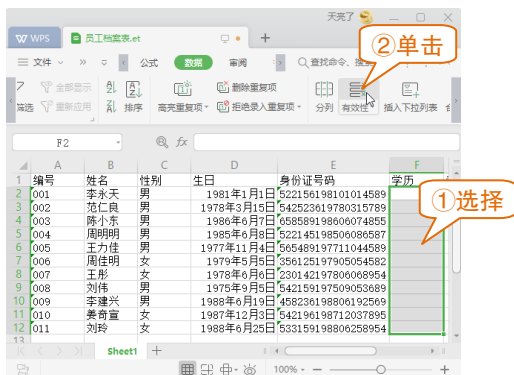 天亮了
WPS 员工档案表.et
②单击
文件 公式 数据 审阅 查找命令、搜
筛选 全部显示 重新应用 排序 高亮重复项 删除重复项 拒绝录入重复项 分列 有效性 插入下拉列表
F2 fx
A B C D E F
1 编号 姓名 性别 生日 身份证号码 学历
①选择
2 001 李永天 男 1981年1月1日 522156198101014589
3 002 范仁良 男 1978年3月15日 542523619780315789
4 003 陈小东 男 1986年6月7日 658589198606074855
5 004 周明明 男 1985年6月8日 522145198506086587
6 005 王力佳 男 1977年11月4日 565489197711044589
7 006 周佳明 女 1979年5月5日 356125197905054582
8 007 王彤 女 1978年6月6日 230142197806068954
9 008 刘伟 男 1975年9月5日 542159197509053689
10 009 李建兴 男 1988年6月19日 458236198806192569
11 010 姜奇宣 女 1987年12月3日 542196198712037895
12 011 刘玲 女 1988年6月25日 533159198806258954
13
Sheet1
100%